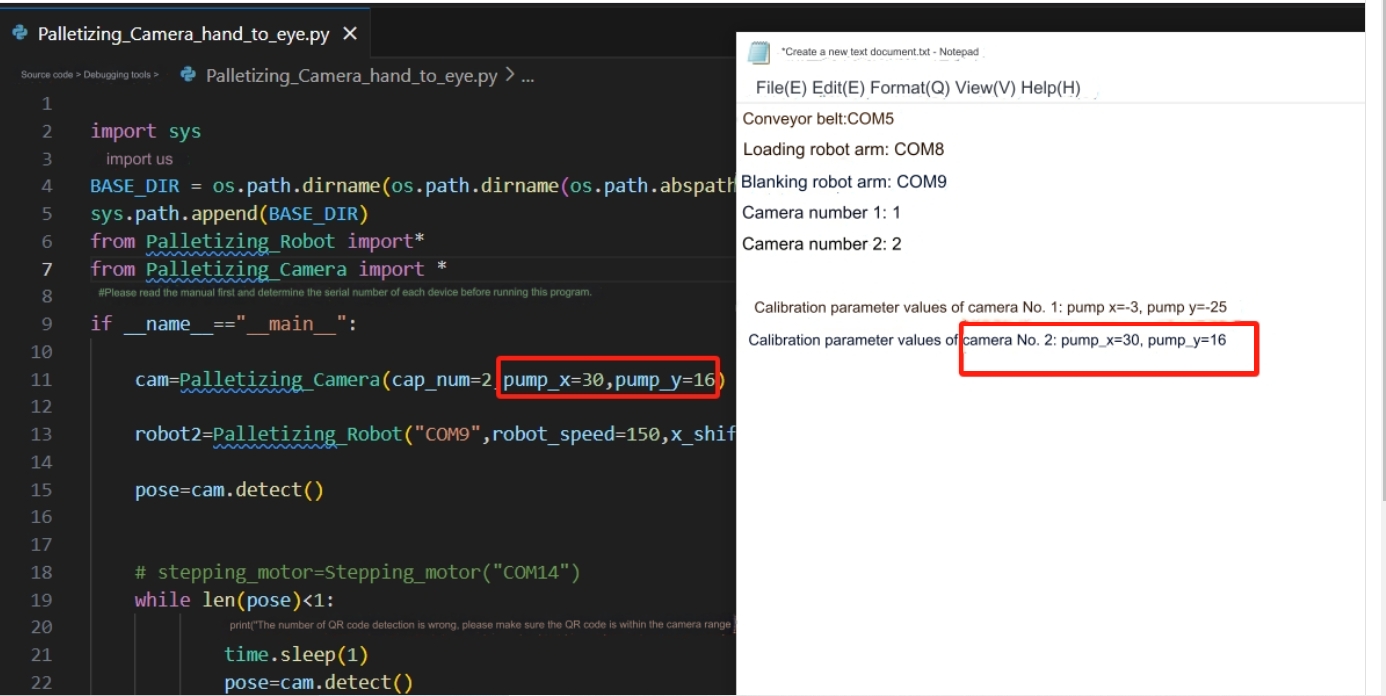 Palletizing_Camera_hand_to_eye.py ×
Source code > Debugging tools > Palletizing_Camera_hand_to_eye.py > ...
1
2 import sys
3 import us
4 BASE_DIR = os.path.dirname(os.path.dirname(os.path.abspath
5 sys.path.append(BASE_DIR)
6 from Palletizing_Robot import*
7 from Palletizing_Camera import *
8 #Please read the manual first and determine the serial number of each device before running this program.
9 if __name__=="__main__":
10
11 cam=Palletizing_Camera(cap_num=2,pump_x=30,pump_y=16)
12
13 robot2=Palletizing_Robot("COM9",robot_speed=150,x_shif
14
15 pose=cam.detect()
16
17
18 # stepping_motor=Stepping_motor("COM14")
19 while len(pose)<1:
20 print("The number of QR code detection is wrong, please make sure the QR code is within the camera range
21 time.sleep(1)
22 pose=cam.detect()
*Create a new text document.txt - Notepad
File(E) Edit(E) Format(Q) View(V) Help(H)
Conveyor belt:COM5
Loading robot arm: COM8
Blanking robot arm: COM9
Camera number 1: 1
Camera number 2: 2
Calibration parameter values of camera No. 1: pump x=-3, pump y=-25
Calibration parameter values of camera No. 2: pump_x=30, pump_y=16